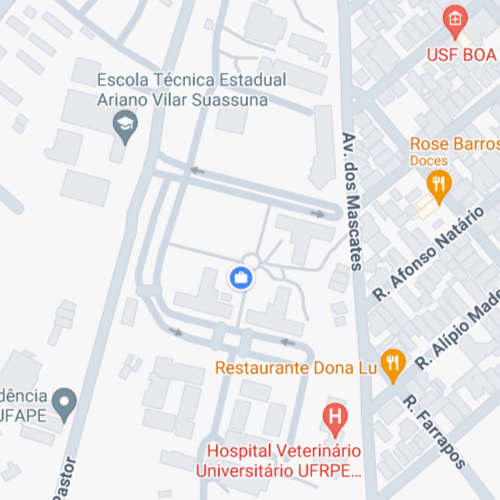 USF BOA
Escola Técnica Estadual
Ariano Vilar Suassuna
Rose Barros
Doces
Av. dos Mascates
R. Afonso Natário
R. Alípio Made
Restaurante Dona Lu
R. Farrapos
dência
UFAPE
Pastor
H
Hospital Veterinário
Universitário UFRPE...